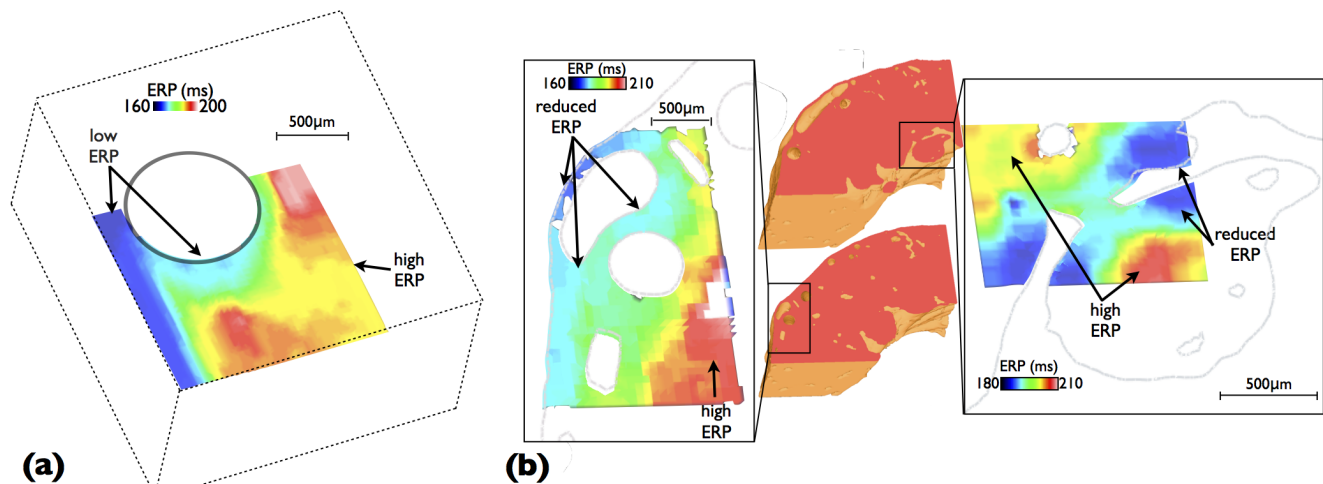 ERP (ms)
160 200
500μm
low
ERP
high
ERP
(a)
ERP (ms)
160 210
reduced
ERP
500μm
high
ERP
(b)
reduced
ERP
high
ERP
ERP (ms)
180 210
500μm